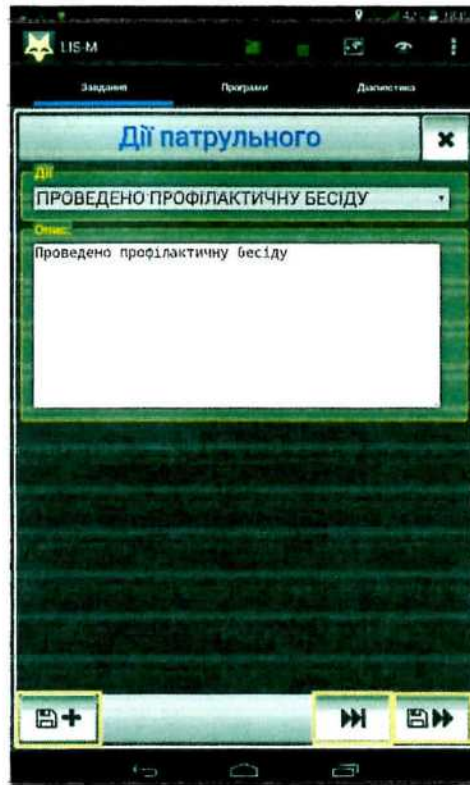 LIS-M
Завдання Програми Діагностика
Дії патрульного
Дії
ПРОВЕДЕНО ПРОФІЛАКТИЧНУ БЕСІДУ
Опис:
Проведено профілактичну бесіду